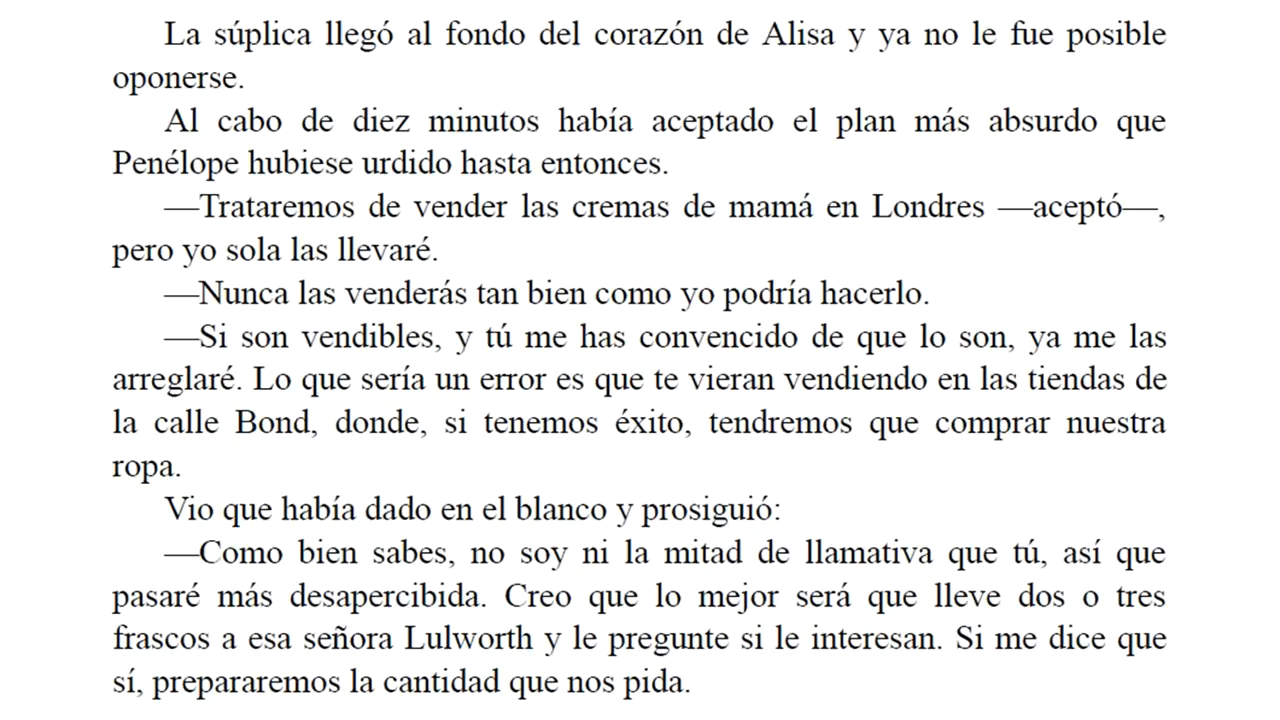 La súplica llegó al fondo del corazón de Alisa y ya no le fue posible
oponerse.
Al cabo de diez minutos había aceptado el plan más absurdo que
Penélope hubiese urdido hasta entonces.
—Trataremos de vender las cremas de mamá en Londres —aceptó—,
pero yo sola las llevaré.
—Nunca las venderás tan bien como yo podría hacerlo.
—Si son vendibles, y tú me has convencido de que lo son, ya me las
arreglaré. Lo que sería un error es que te vieran vendiendo en las tiendas de
la calle Bond, donde, si tenemos éxito, tendremos que comprar nuestra
ropa.
Vio que había dado en el blanco y prosiguió:
—Como bien sabes, no soy ni la mitad de llamativa que tú, así que
pasaré más desapercibida. Creo que lo mejor será que lleve dos o tres
frascos a esa señora Lulworth y le pregunte si le interesan. Si me dice que
sí, prepararemos la cantidad que nos pida.